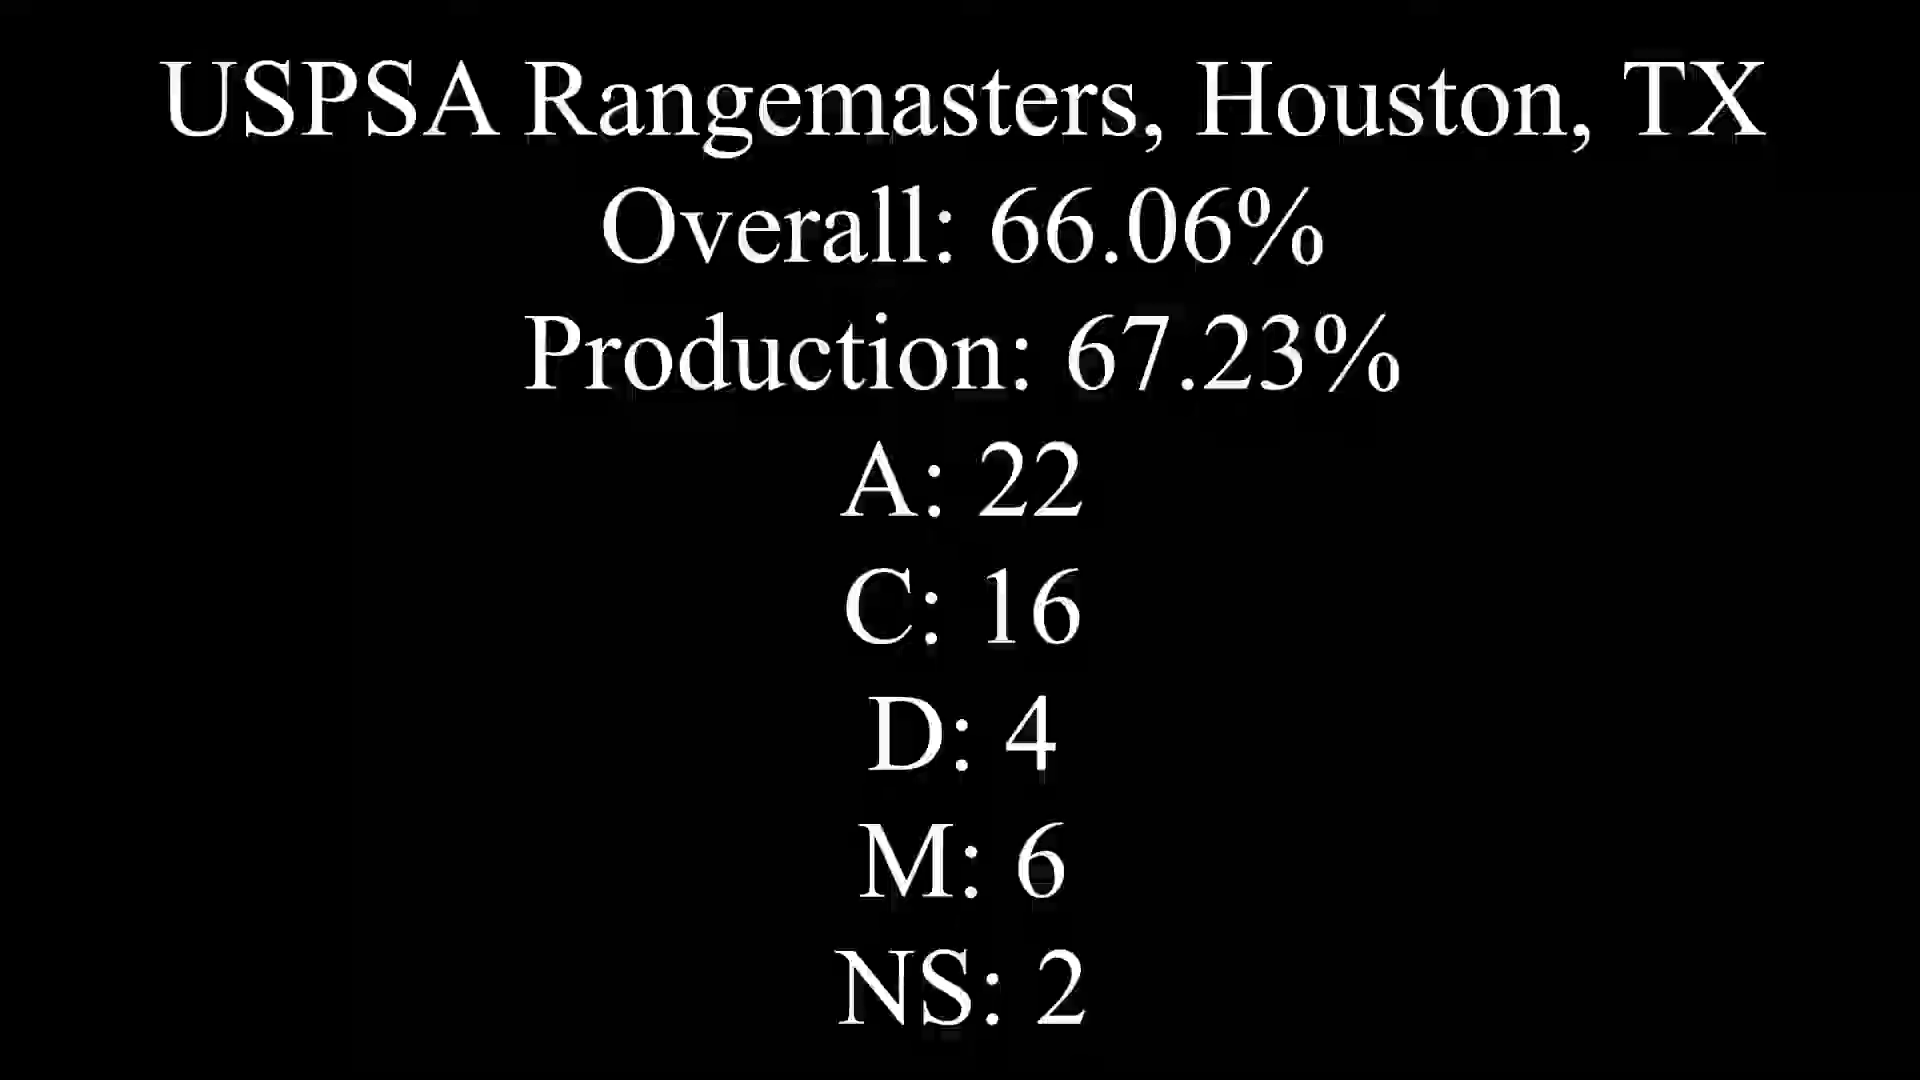 USPSA Rangemasters, Houston, TX
Overall: 66.06%
Production: 67.23%
A: 22
C: 16
D: 4
M: 6
NS: 2